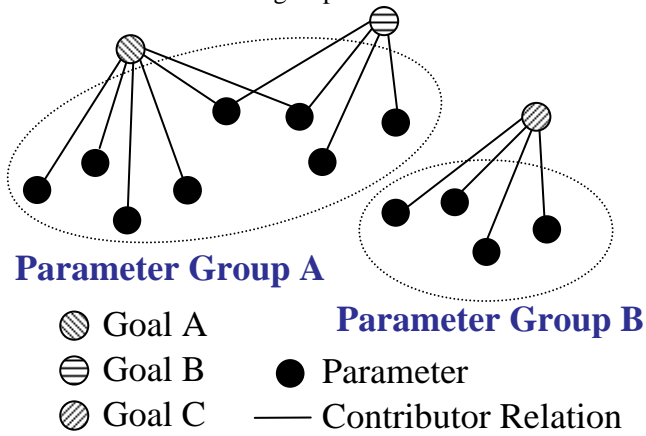 Parameter Group A
Parameter Group B
Goal A
Goal B
Goal C
Parameter
Contributor Relation